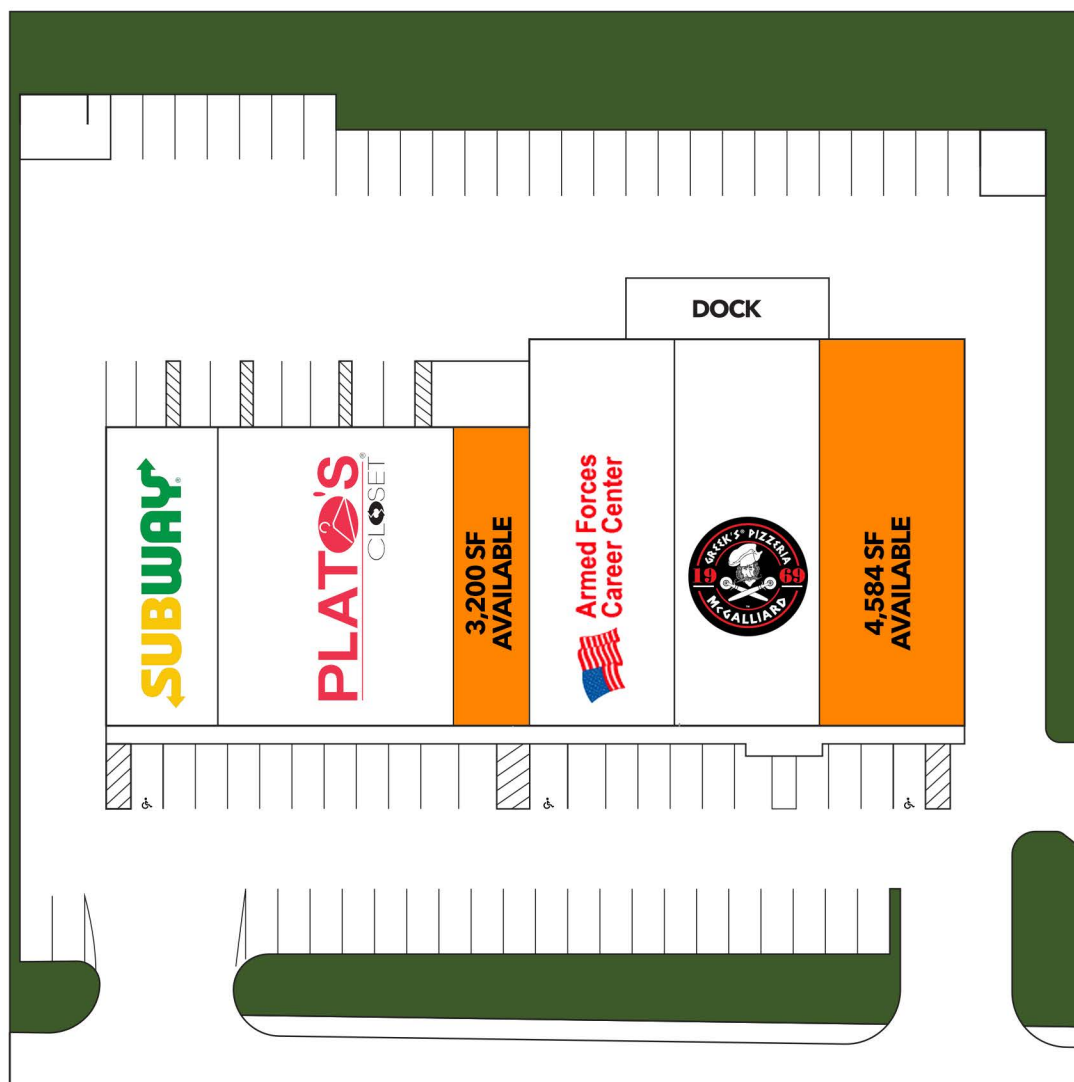 DOCK
SUBWAY®
PLATO'S®
CLOSET
3,200 SF
AVAILABLE
Armed Forces
Career Center
GREEK'S® PIZZERIA
19 69
McGALLIARD
4,584 SF
AVAILABLE